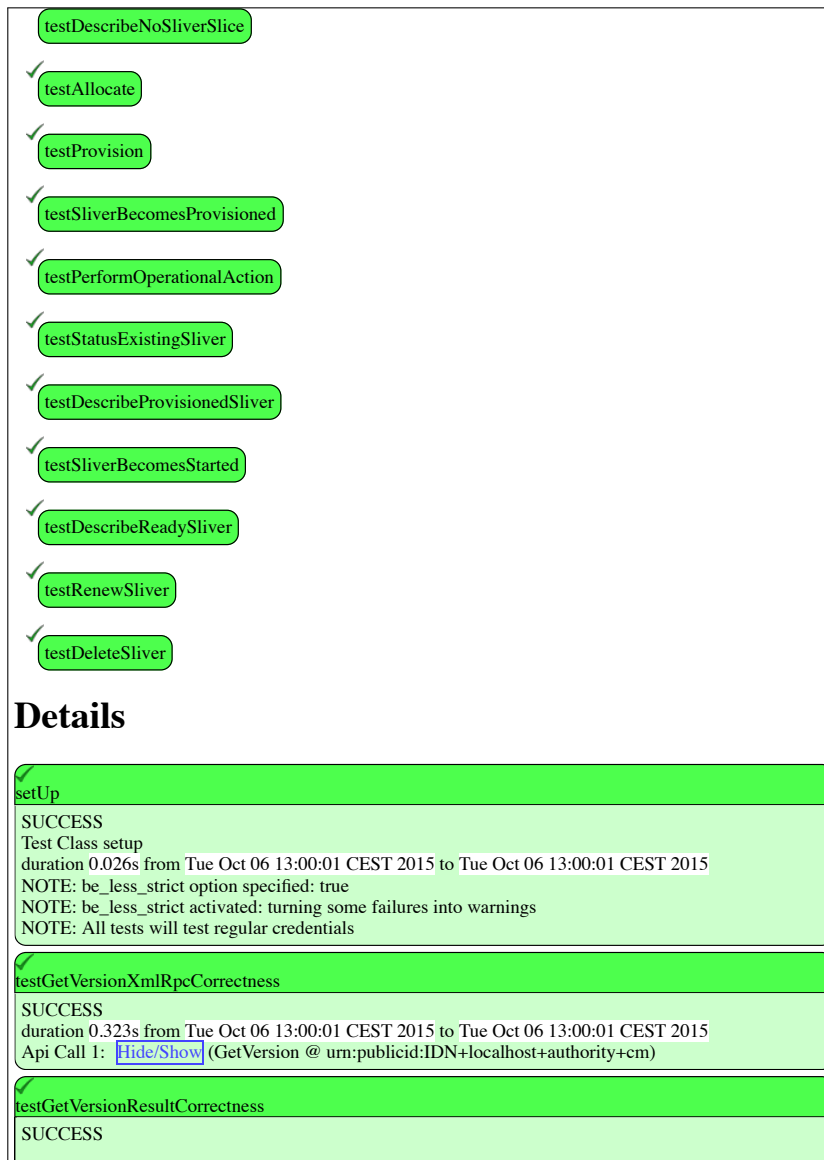 testDescribeNoSliverSlice
testAllocate
testProvision
testSliverBecomesProvisioned
testPerformOperationalAction
testStatusExistingSliver
testDescribeProvisionedSliver
testSliverBecomesStarted
testDescribeReadySliver
testRenewSliver
testDeleteSliver
Details
setUp
SUCCESS
Test Class setup
duration 0.026s from Tue Oct 06 13:00:01 CEST 2015 to Tue Oct 06 13:00:01 CEST 2015
NOTE: be_less_strict option specified: true
NOTE: be_less_strict activated: turning some failures into warnings
NOTE: All tests will test regular credentials
testGetVersionXmlRpcCorrectness
SUCCESS
duration 0.323s from Tue Oct 06 13:00:01 CEST 2015 to Tue Oct 06 13:00:01 CEST 2015
Api Call 1: Hide/Show (GetVersion @ urn:publicid:IDN+localhost+authority+cm)
testGetVersionResultCorrectness
SUCCESS